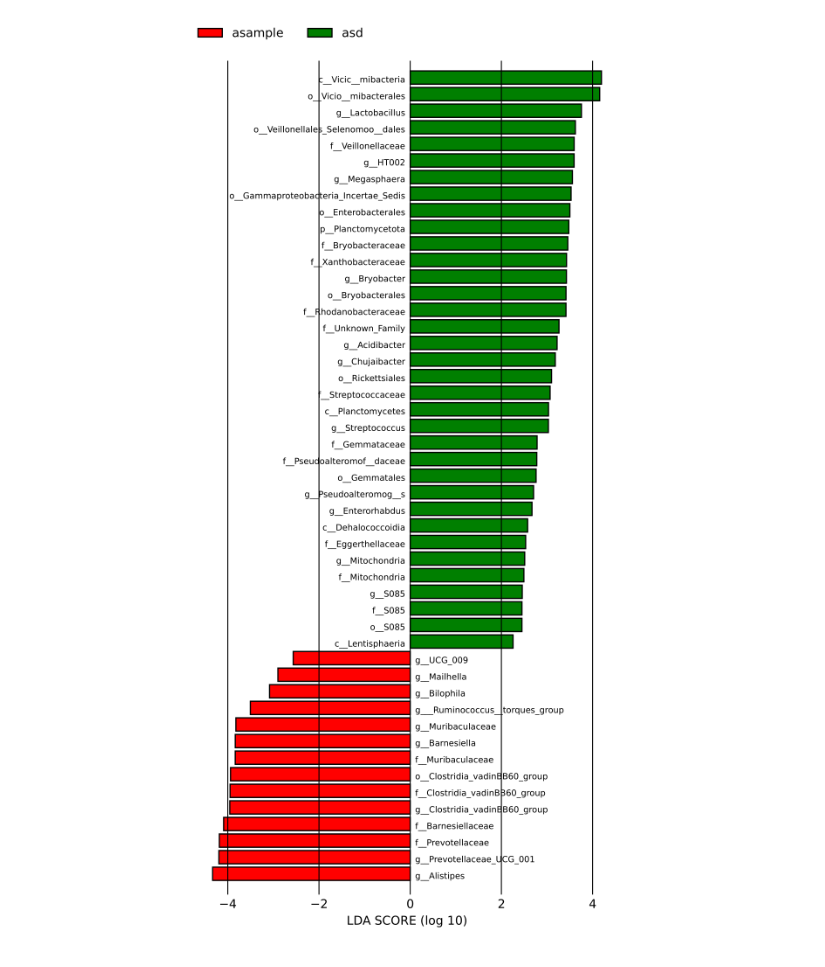 asample asd
c__Vicic__mibacteria
o__Vicio__mibacterales
g__Lactobacillus
o__Veillonellales_Selenomoo__dales
f__Veillonellaceae
g__HT002
g__Megasphaera
o__Gammaproteobacteria_Incertae_Sedis
o__Enterobacterales
p__Planctomycetota
f__Bryobacteraceae
f__Xanthobacteraceae
g__Bryobacter
o__Bryobacterales
f__Rhodanobacteraceae
f__Unknown_Family
g__Acidibacter
g__Chujaibacter
o__Rickettsiales
f__Streptococcaceae
c__Planctomycetes
g__Streptococcus
f__Gemmataceae
f__Pseudoalteromof__daceae
o__Gemmatales
g__Pseudoalteromog__s
g__Enterorhabdus
c__Dehalococcoidia
f__Eggerthellaceae
g__Mitochondria
f__Mitochondria
g__S085
f__S085
o__S085
c__Lentisphaeria
g__UCG_009
g__Mailhella
g__Bilophila
g___Ruminococcus__torques_group
g__Muribaculaceae
g__Barnesiella
f__Muribaculaceae
o__Clostridia_vadinBB60_group
f__Clostridia_vadinBB60_group
g__Clostridia_vadinBB60_group
f__Barnesiellaceae
f__Prevotellaceae
g__Prevotellaceae_UCG_001
g__Alistipes
−4 −2 0 2 4
LDA SCORE (log 10)